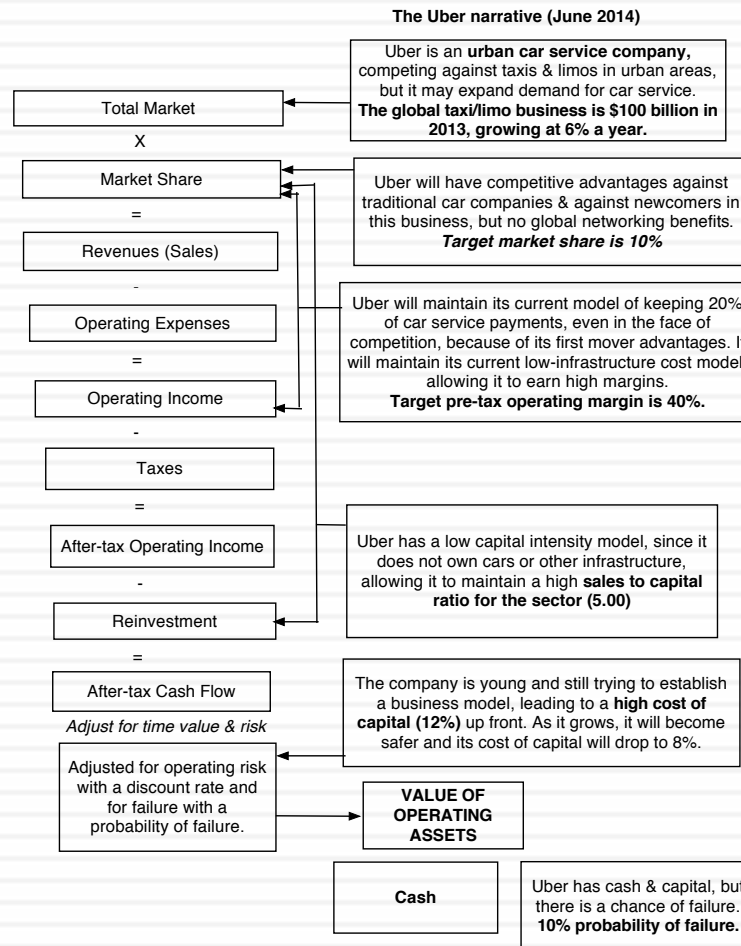 The Uber narrative (June 2014)
Uber is an urban car service company,
competing against taxis & limos in urban areas,
but it may expand demand for car service.
The global taxi/limo business is $100 billion in
2013, growing at 6% a year.
Total Market
X
Market Share
Uber will have competitive advantages against
traditional car companies & against newcomers in
this business, but no global networking benefits.
Target market share is 10%
=
Revenues (Sales)
-
Operating Expenses
Uber will maintain its current model of keeping 20%
of car service payments, even in the face of
competition, because of its first mover advantages. It
will maintain its current low-infrastructure cost model,
allowing it to earn high margins.
Target pre-tax operating margin is 40%.
=
Operating Income
-
Taxes
=
After-tax Operating Income
Uber has a low capital intensity model, since it
does not own cars or other infrastructure,
allowing it to maintain a high sales to capital
ratio for the sector (5.00)
-
Reinvestment
=
After-tax Cash Flow
The company is young and still trying to establish
a business model, leading to a high cost of
capital (12%) up front. As it grows, it will become
safer and its cost of capital will drop to 8%.
Adjust for time value & risk
Adjusted for operating risk
with a discount rate and
for failure with a
probability of failure.
VALUE OF
OPERATING
ASSETS
Cash
Uber has cash & capital, but
there is a chance of failure.
10% probability of failure.